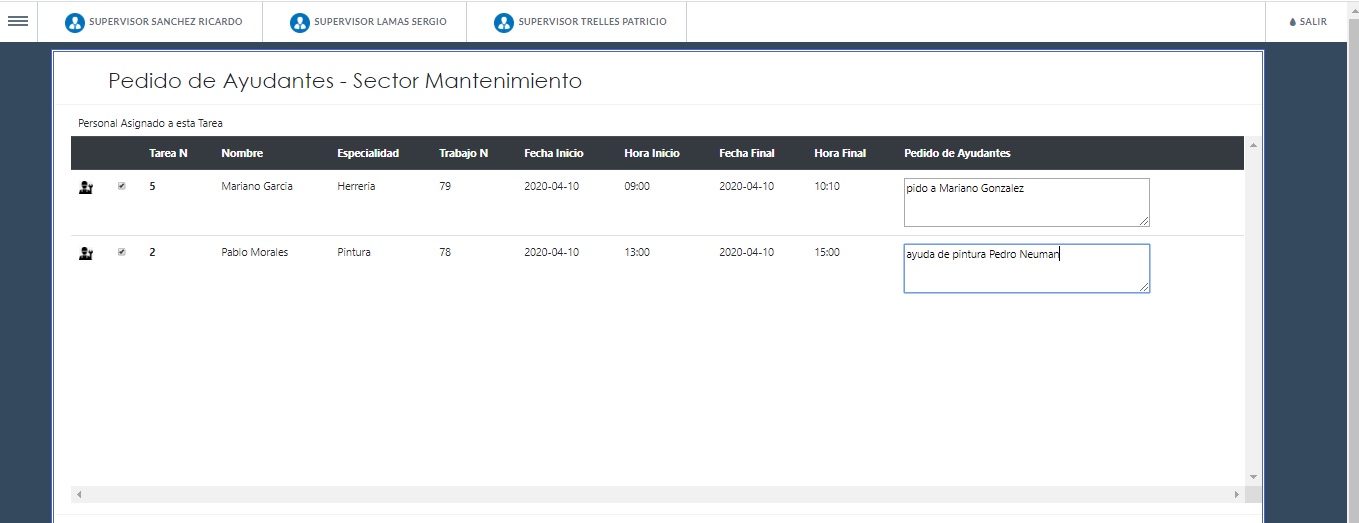 SUPERVISOR SANCHEZ RICARDO SUPERVISOR LAMAS SERGIO SUPERVISOR TRELLES PATRICIO SALIR
Pedido de Ayudantes - Sector Mantenimiento
Personal Asignado a esta Tarea
Tarea N Nombre Especialidad Trabajo N Fecha Inicio Hora Inicio Fecha Final Hora Final Pedido de Ayudantes
5 Mariano Garcia Herreria 79 2020-04-10 09:00 2020-04-10 10:10 pido a Mariano Gonzalez
2 Pablo Morales Pintura 78 2020-04-10 13:00 2020-04-10 15:00 ayuda de pintura Pedro Neuman